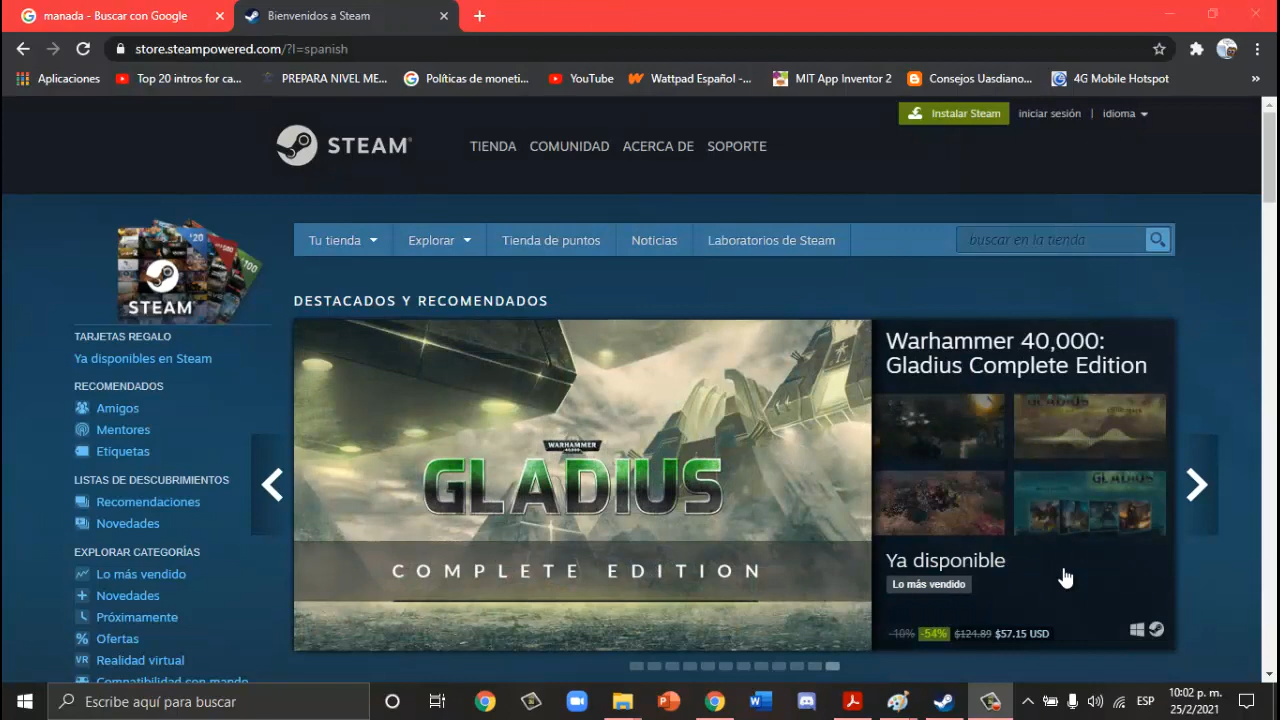 manada - Buscar con Google
Bienvenidos a Steam
store.steampowered.com/?l=spanish
Aplicaciones
Top 20 intros for ca...
PREPARA NIVEL ME...
Políticas de moneti...
YouTube
Wattpad Español -...
MIT App Inventor 2
Consejos Uasdiano...
4G Mobile Hotspot
»
Instalar Steam
iniciar sesión | idioma
STEAM
TIENDA COMUNIDAD ACERCA DE SOPORTE
Tu tienda
Explorar
Tienda de puntos
Noticias
Laboratorios de Steam
buscar en la tienda
STEAM
TARJETAS REGALO
Ya disponibles en Steam
RECOMENDADOS
Amigos
Mentores
Etiquetas
LISTAS DE DESCUBRIMIENTOS
Recomendaciones
Novedades
EXPLORAR CATEGORÍAS
Lo más vendido
Novedades
Próximamente
Ofertas
VR Realidad virtual
Compatibilidad con mando
DESTACADOS Y RECOMENDADOS
WARHAMMER
40,000
GLADIUS
COMPLETE EDITION
Warhammer 40,000:
Gladius Complete Edition
GLADIUS
GLADIUS
Ya disponible
Lo más vendido
-10% -54% $124.89 $57.15 USD
Escribe aquí para buscar
ESP
10:02 p. m.
25/2/2021